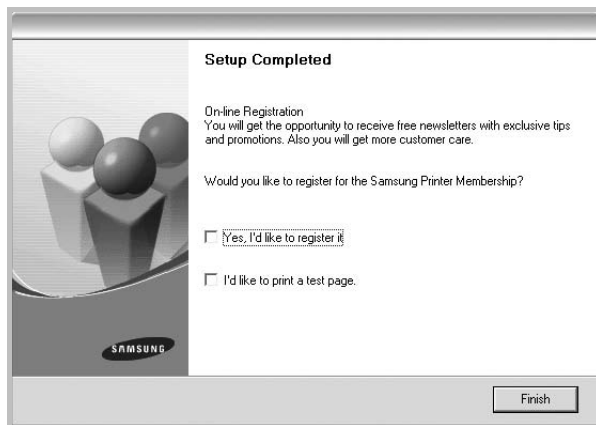 Setup Completed
On-line Registration
You will get the opportunity to receive free newsletters with exclusive tips
and promotions. Also you will get more customer care.
Would you like to register for the Samsung Printer Membership?
Yes, I'd like to register it
I'd like to print a test page.
SAMSUNG
Finish